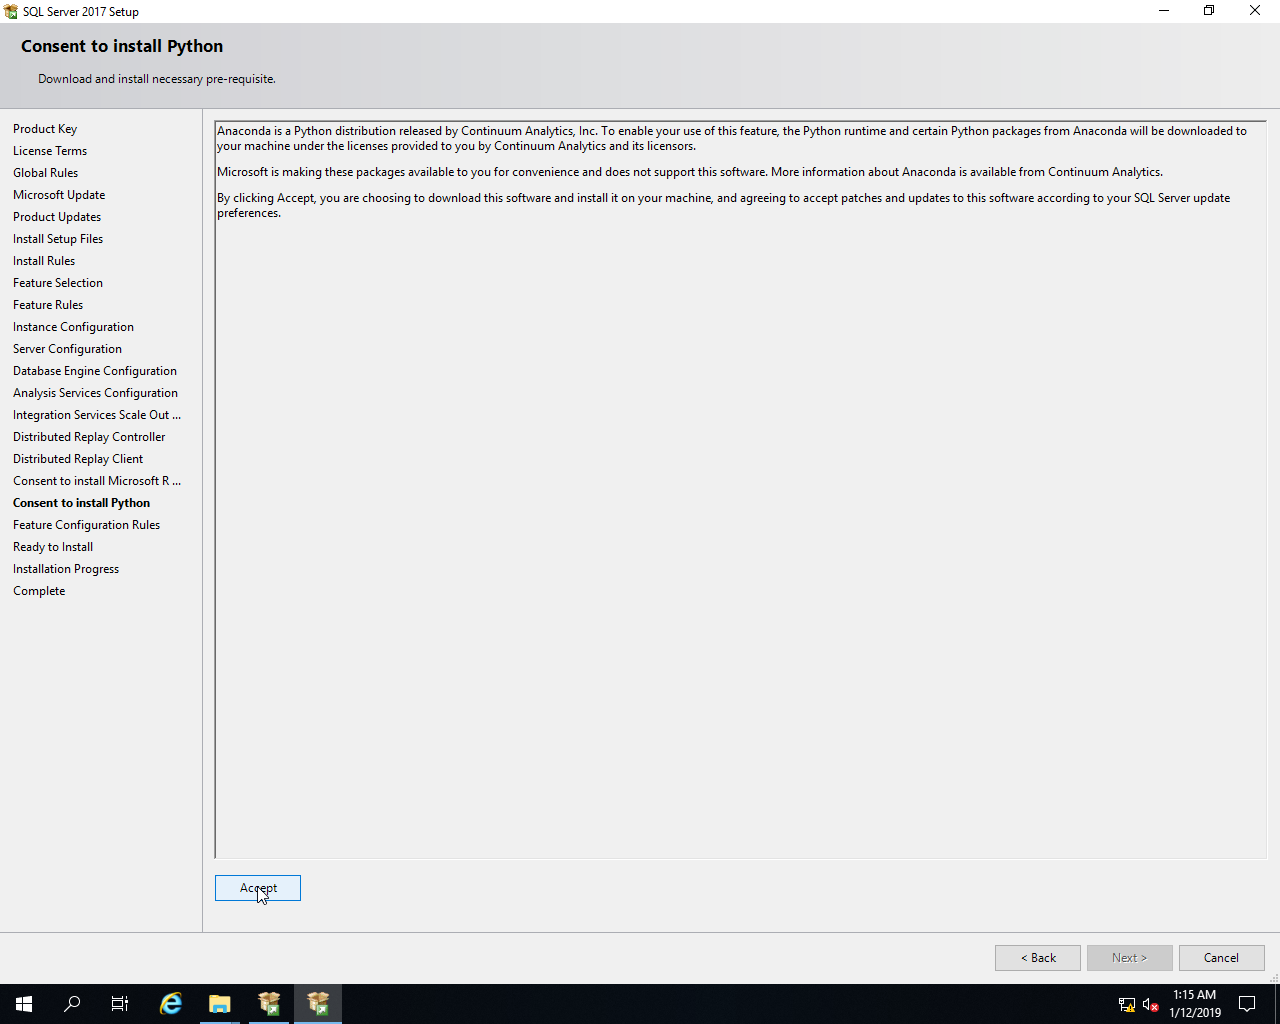 SQL Server 2017 Setup
Consent to install Python
Download and install necessary pre-requisite.
Product Key
License Terms
Global Rules
Microsoft Update
Product Updates
Install Setup Files
Install Rules
Feature Selection
Feature Rules
Instance Configuration
Server Configuration
Database Engine Configuration
Analysis Services Configuration
Integration Services Scale Out ...
Distributed Replay Controller
Distributed Replay Client
Consent to install Microsoft R ...
Consent to install Python
Feature Configuration Rules
Ready to Install
Installation Progress
Complete
Anaconda is a Python distribution released by Continuum Analytics, Inc. To enable your use of this feature, the Python runtime and certain Python packages from Anaconda will be downloaded to
your machine under the licenses provided to you by Continuum Analytics and its licensors.
Microsoft is making these packages available to you for convenience and does not support this software. More information about Anaconda is available from Continuum Analytics.
By clicking Accept, you are choosing to download this software and install it on your machine, and agreeing to accept patches and updates to this software according to your SQL Server update
preferences.
Accept
< Back
Next >
Cancel
1:15 AM
1/12/2019